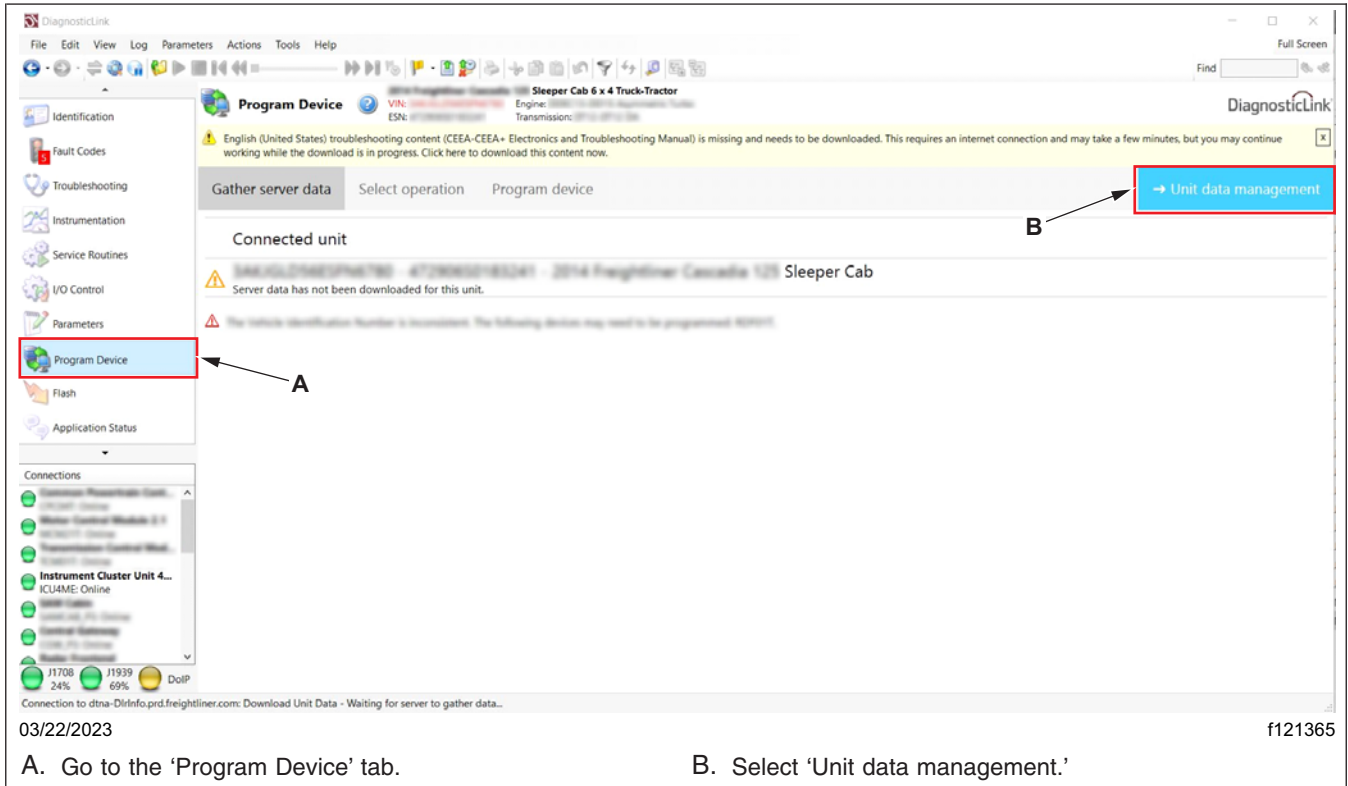 DiagnosticLink
File Edit View Log Parameters Actions Tools Help
Full Screen
Find
Program Device
Sleeper Cab 6 x 4 Truck-Tractor
VIN:
Engine:
ESN:
Transmission:
DiagnosticLink
English (United States) troubleshooting content (CEEA-CEEA+ Electronics and Troubleshooting Manual) is missing and needs to be downloaded. This requires an internet connection and may take a few minutes, but you may continue
working while the download is in progress. Click here to download this content now.
x
Gather server data Select operation Program device
→ Unit data management
B
Connected unit
Sleeper Cab
Server data has not been downloaded for this unit.
Identification
Fault Codes
5
Troubleshooting
Instrumentation
Service Routines
I/O Control
Parameters
Program Device
A
Flash
Application Status
Connections
Instrument Cluster Unit 4...
ICU4ME: Online
J1708
24%
J1939
69%
DoIP
Connection to dtna-DlrInfo.prd.freightliner.com: Download Unit Data - Waiting for server to gather data...
03/22/2023
f121365
A. Go to the ‘Program Device’ tab.
B. Select ‘Unit data management.’